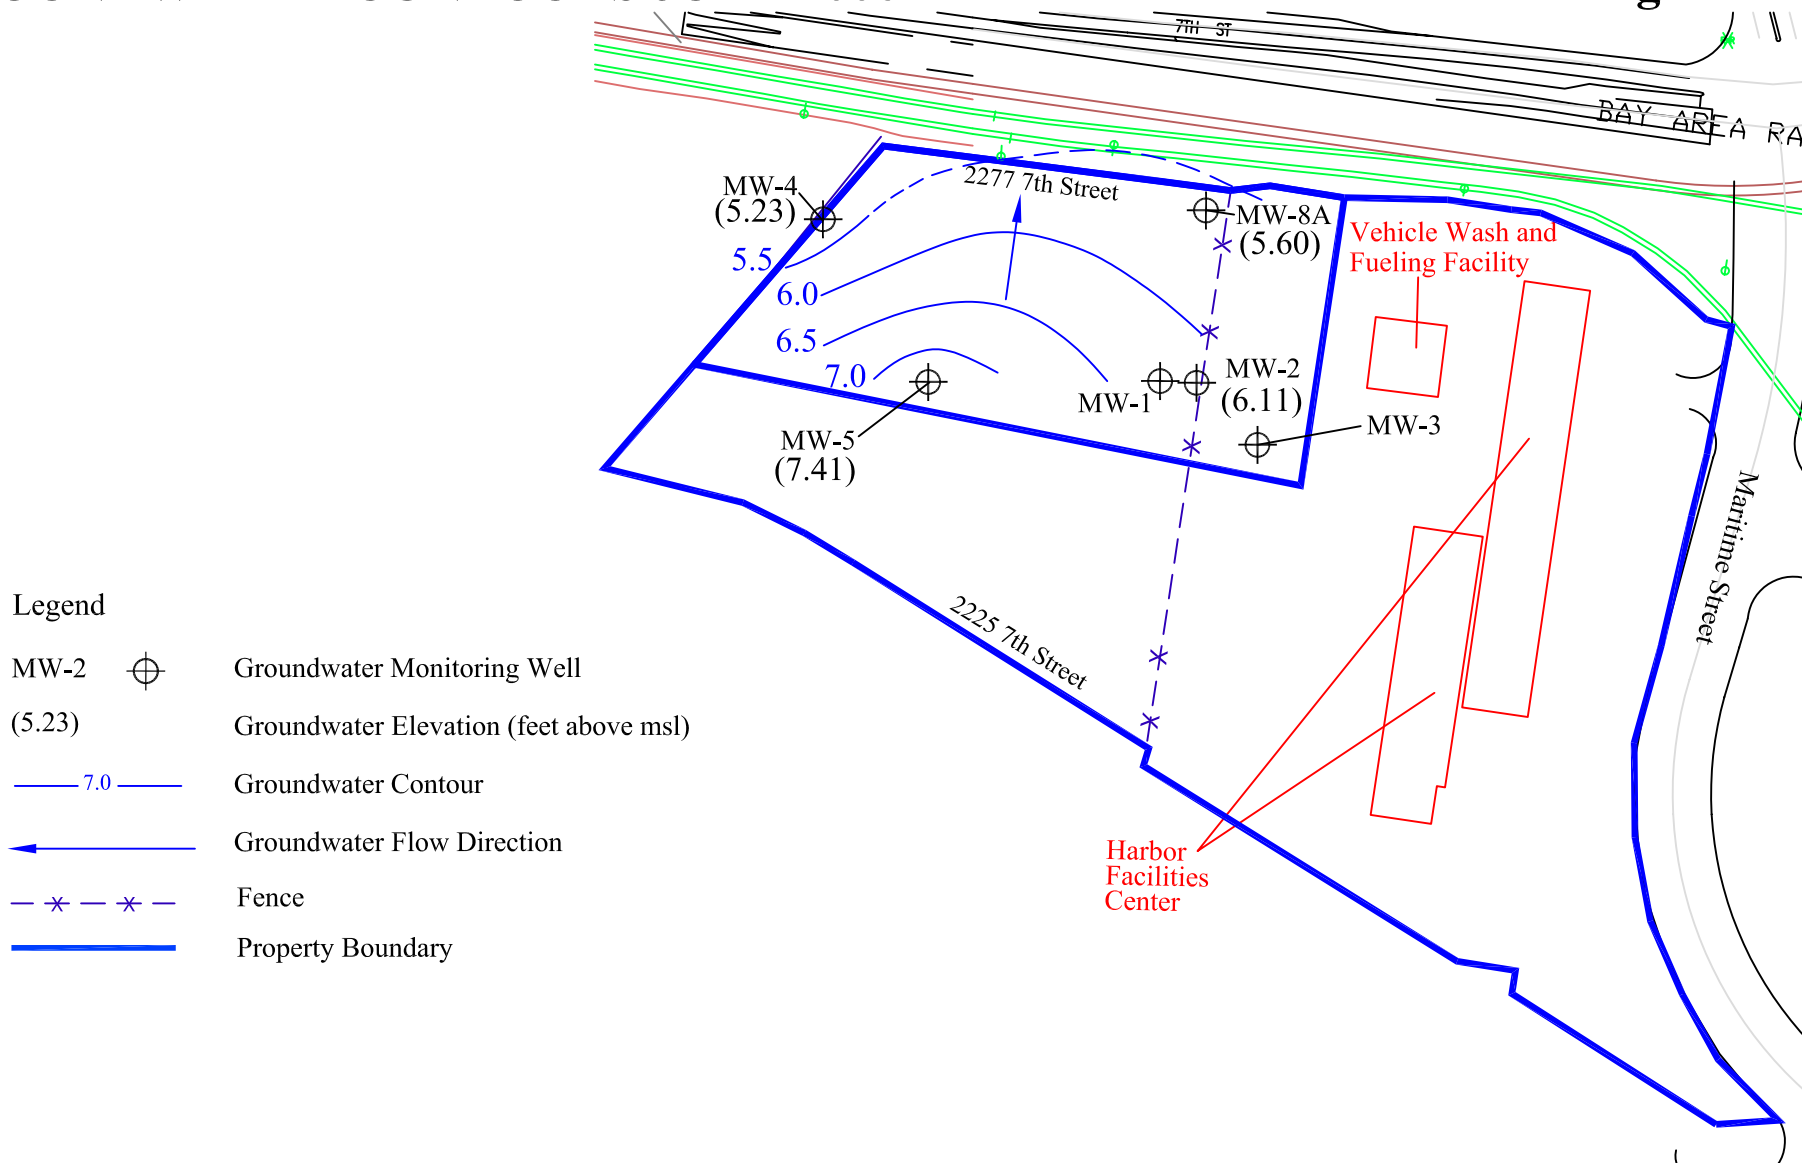 7TH ST
BAY AREA RA
2277 7th Street
MW-4
(5.23)
MW-8A
(5.60)
Vehicle Wash and
Fueling Facility
5.5
6.0
6.5
7.0
MW-2
(6.11)
MW-1
MW-3
MW-5
(7.41)
Maritime Street
2225 7th Street
Harbor
Facilities
Center
Legend
MW-2 Groundwater Monitoring Well
(5.23) Groundwater Elevation (feet above msl)
7.0 Groundwater Contour
Groundwater Flow Direction
Fence
Property Boundary